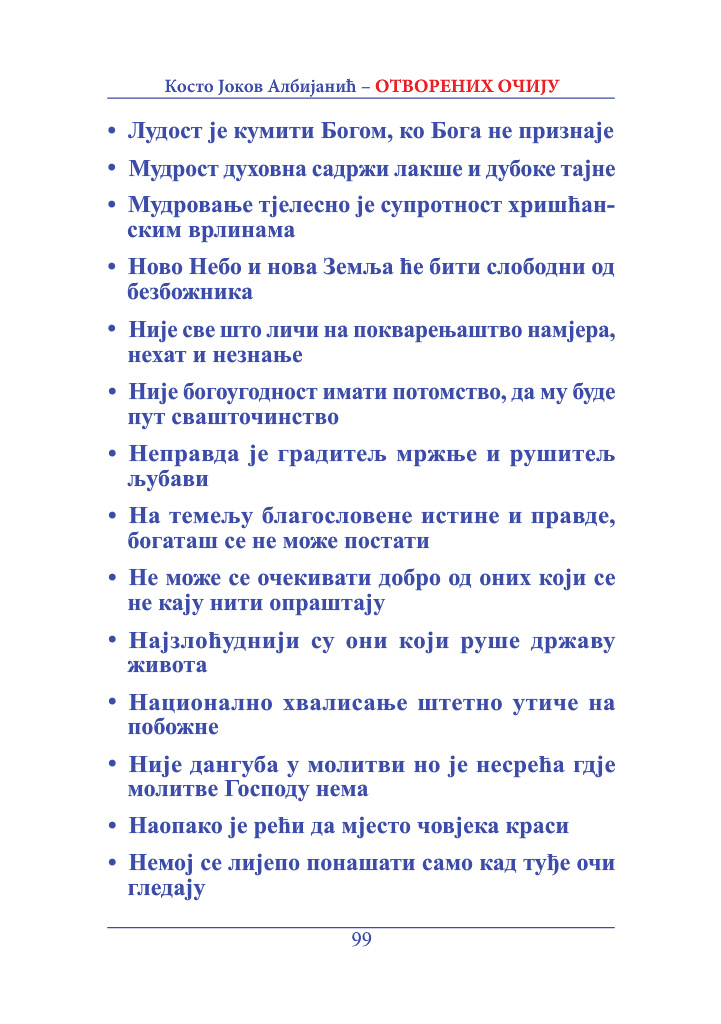 Косто Јоков Албијанић – ОТВОРЕНИХ ОЧИЈУ
• Лудост је кумити Богом, ко Бога не признаје
• Мудрост духовна садржи лакше и дубоке тајне
• Мудровање тјелесно је супротност хришћан-
ским врлинама
• Ново Небо и нова Земља ће бити слободни од
безбожника
• Није све што личи на покварењаштво намјера,
нехат и незнање
• Није богоугодност имати потомство, да му буде
пут свашточинство
• Неправда је градитељ мржње и рушитељ
љубави
• На темељу благословене истине и правде,
богаташ се не може постати
• Не може се очекивати добро од оних који се
не кају нити опраштају
• Најзлоћуднији су они који руше државу
живота
• Национално хвалисање штетно утиче на
побожне
• Није дангуба у молитви но је несрећа гдје
молитве Господу нема
• Наопако је рећи да мјесто човјека краси
• Немој се лијепо понашати само кад туђе очи
гледају
99